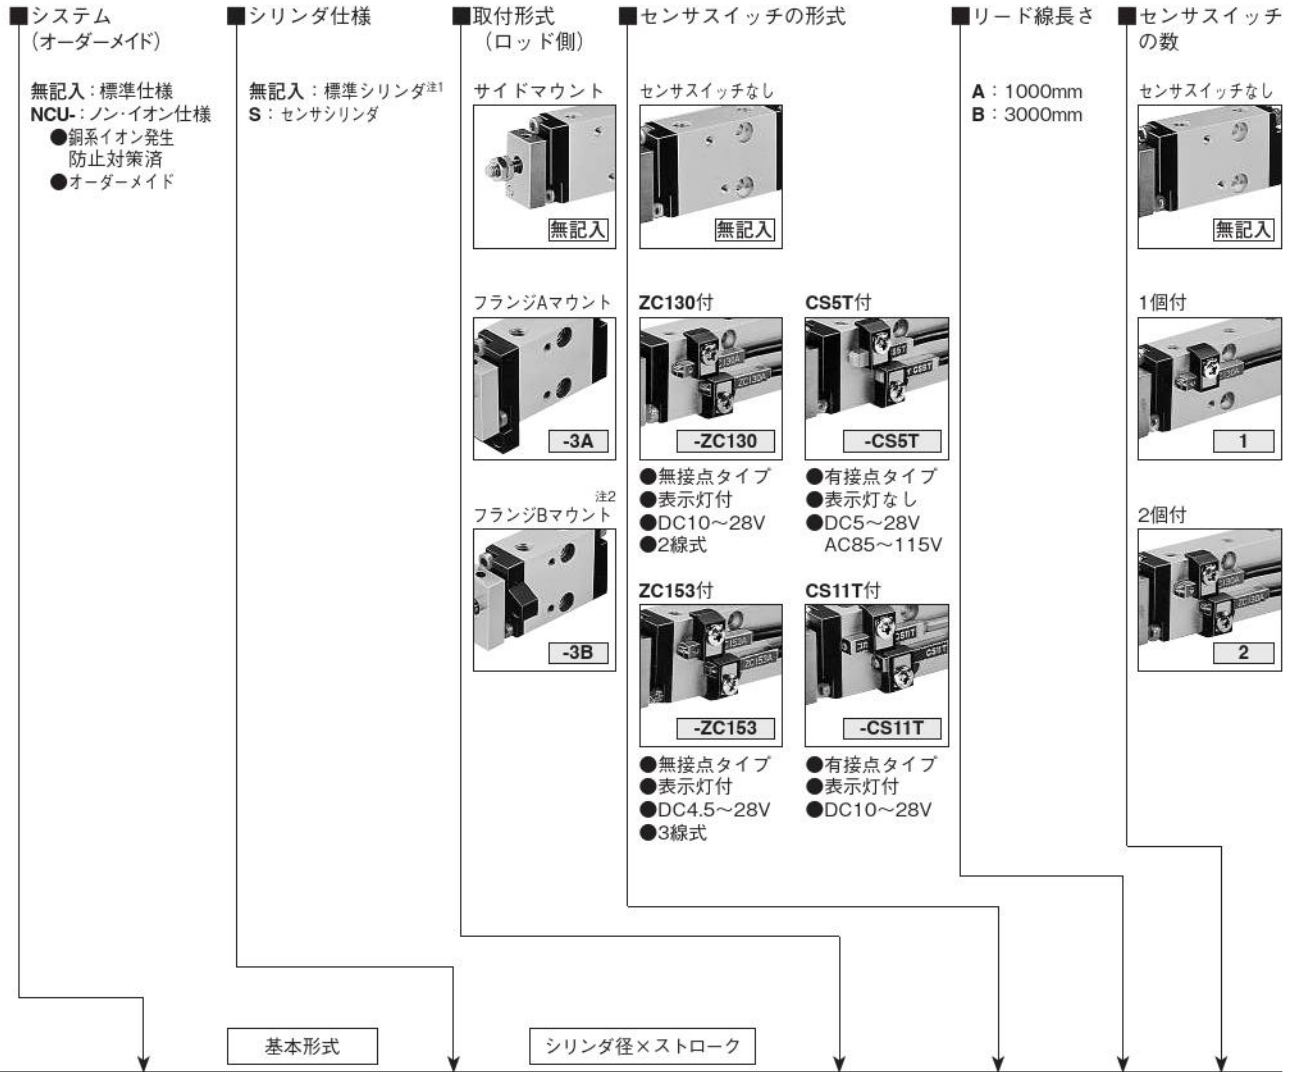 ■システム
(オーダーメイド)
無記入：標準仕様
NCU-：ノン・イオン仕様
●銅系イオン発生
防止対策済
●オーダーメイド
■シリンダ仕様
無記入：標準シリンダ注1
S：センサシリンダ
■取付形式
(ロッド側)
サイドマウント
無記入
フランジAマウント
-3A
注2
フランジBマウント
-3B
■センサスイッチの形式
センサスイッチなし
無記入
ZC130付
ZC130A
-ZC130
●無接点タイプ
●表示灯付
●DC10〜28V
●2線式
CS5T付
CS5T
-CS5T
●有接点タイプ
●表示灯なし
●DC5〜28V
AC85〜115V
ZC153付
ZC153A
-ZC153
●無接点タイプ
●表示灯付
●DC4.5〜28V
●3線式
CS11T付
CS11T
-CS11T
●有接点タイプ
●表示灯付
●DC10〜28V
■リード線長さ
A：1000mm
B：3000mm
■センサスイッチ
の数
センサスイッチなし
無記入
1個付
1
2個付
ZC130A
2
基本形式
シリンダ径×ストローク